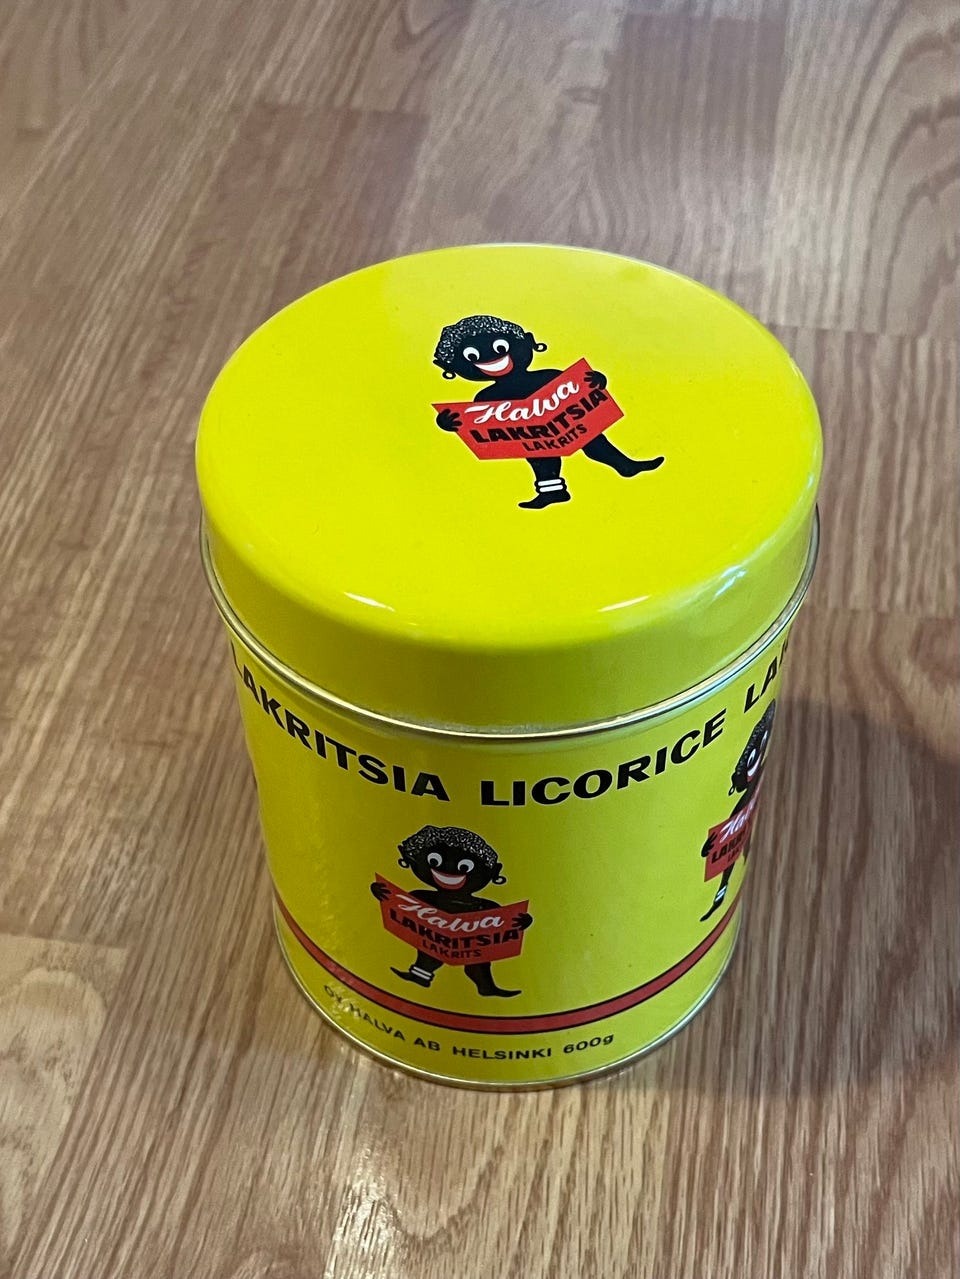 Halva
LAKRITSIA
LAKRITS
LAKRITSIA LICORICE
Halva
LAKRITSIA
LAKRITS
OY HALVA AB HELSINKI 600g